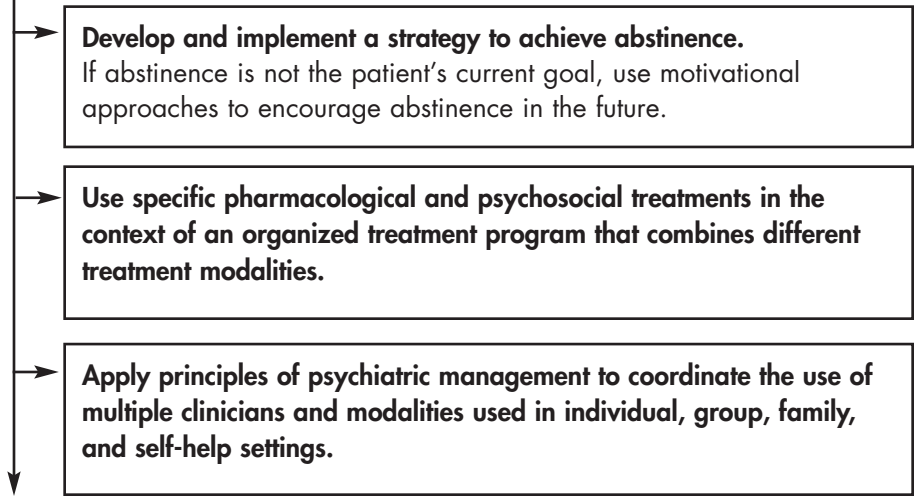 Develop and implement a strategy to achieve abstinence.
If abstinence is not the patient’s current goal, use motivational
approaches to encourage abstinence in the future.
Use specific pharmacological and psychosocial treatments in the
context of an organized treatment program that combines different
treatment modalities.
Apply principles of psychiatric management to coordinate the use of
multiple clinicians and modalities used in individual, group, family,
and self-help settings.